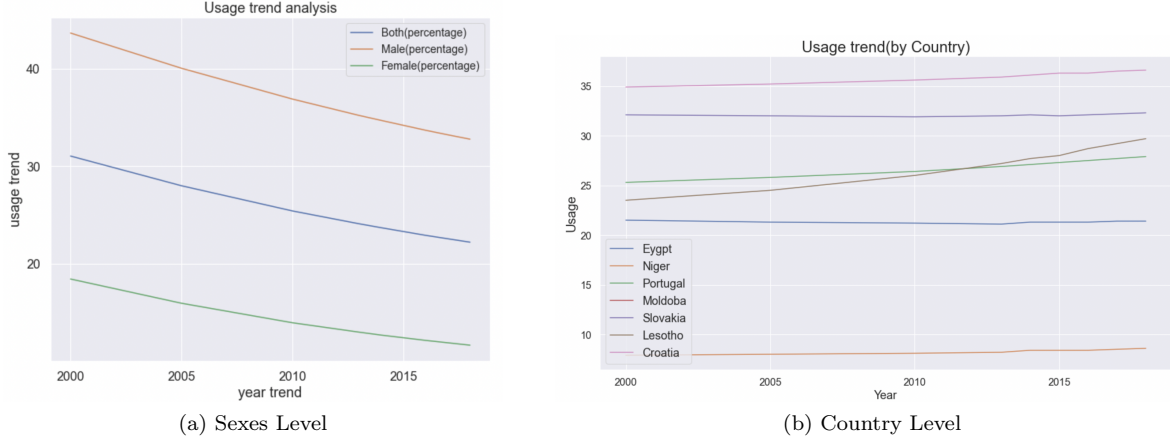 Usage trend analysis
Both(percentage)
Male(percentage)
Female(percentage)
40
30
20
usage trend
2000
2005
2010
2015
year trend
(a) Sexes Level
Usage trend(by Country)
35
30
25
20
10
Usage
Eygpt
Niger
Portugal
Moldoba
Slovakia
Lesotho
Croatia
2000
2005
2010
2015
Year
(b) Country Level